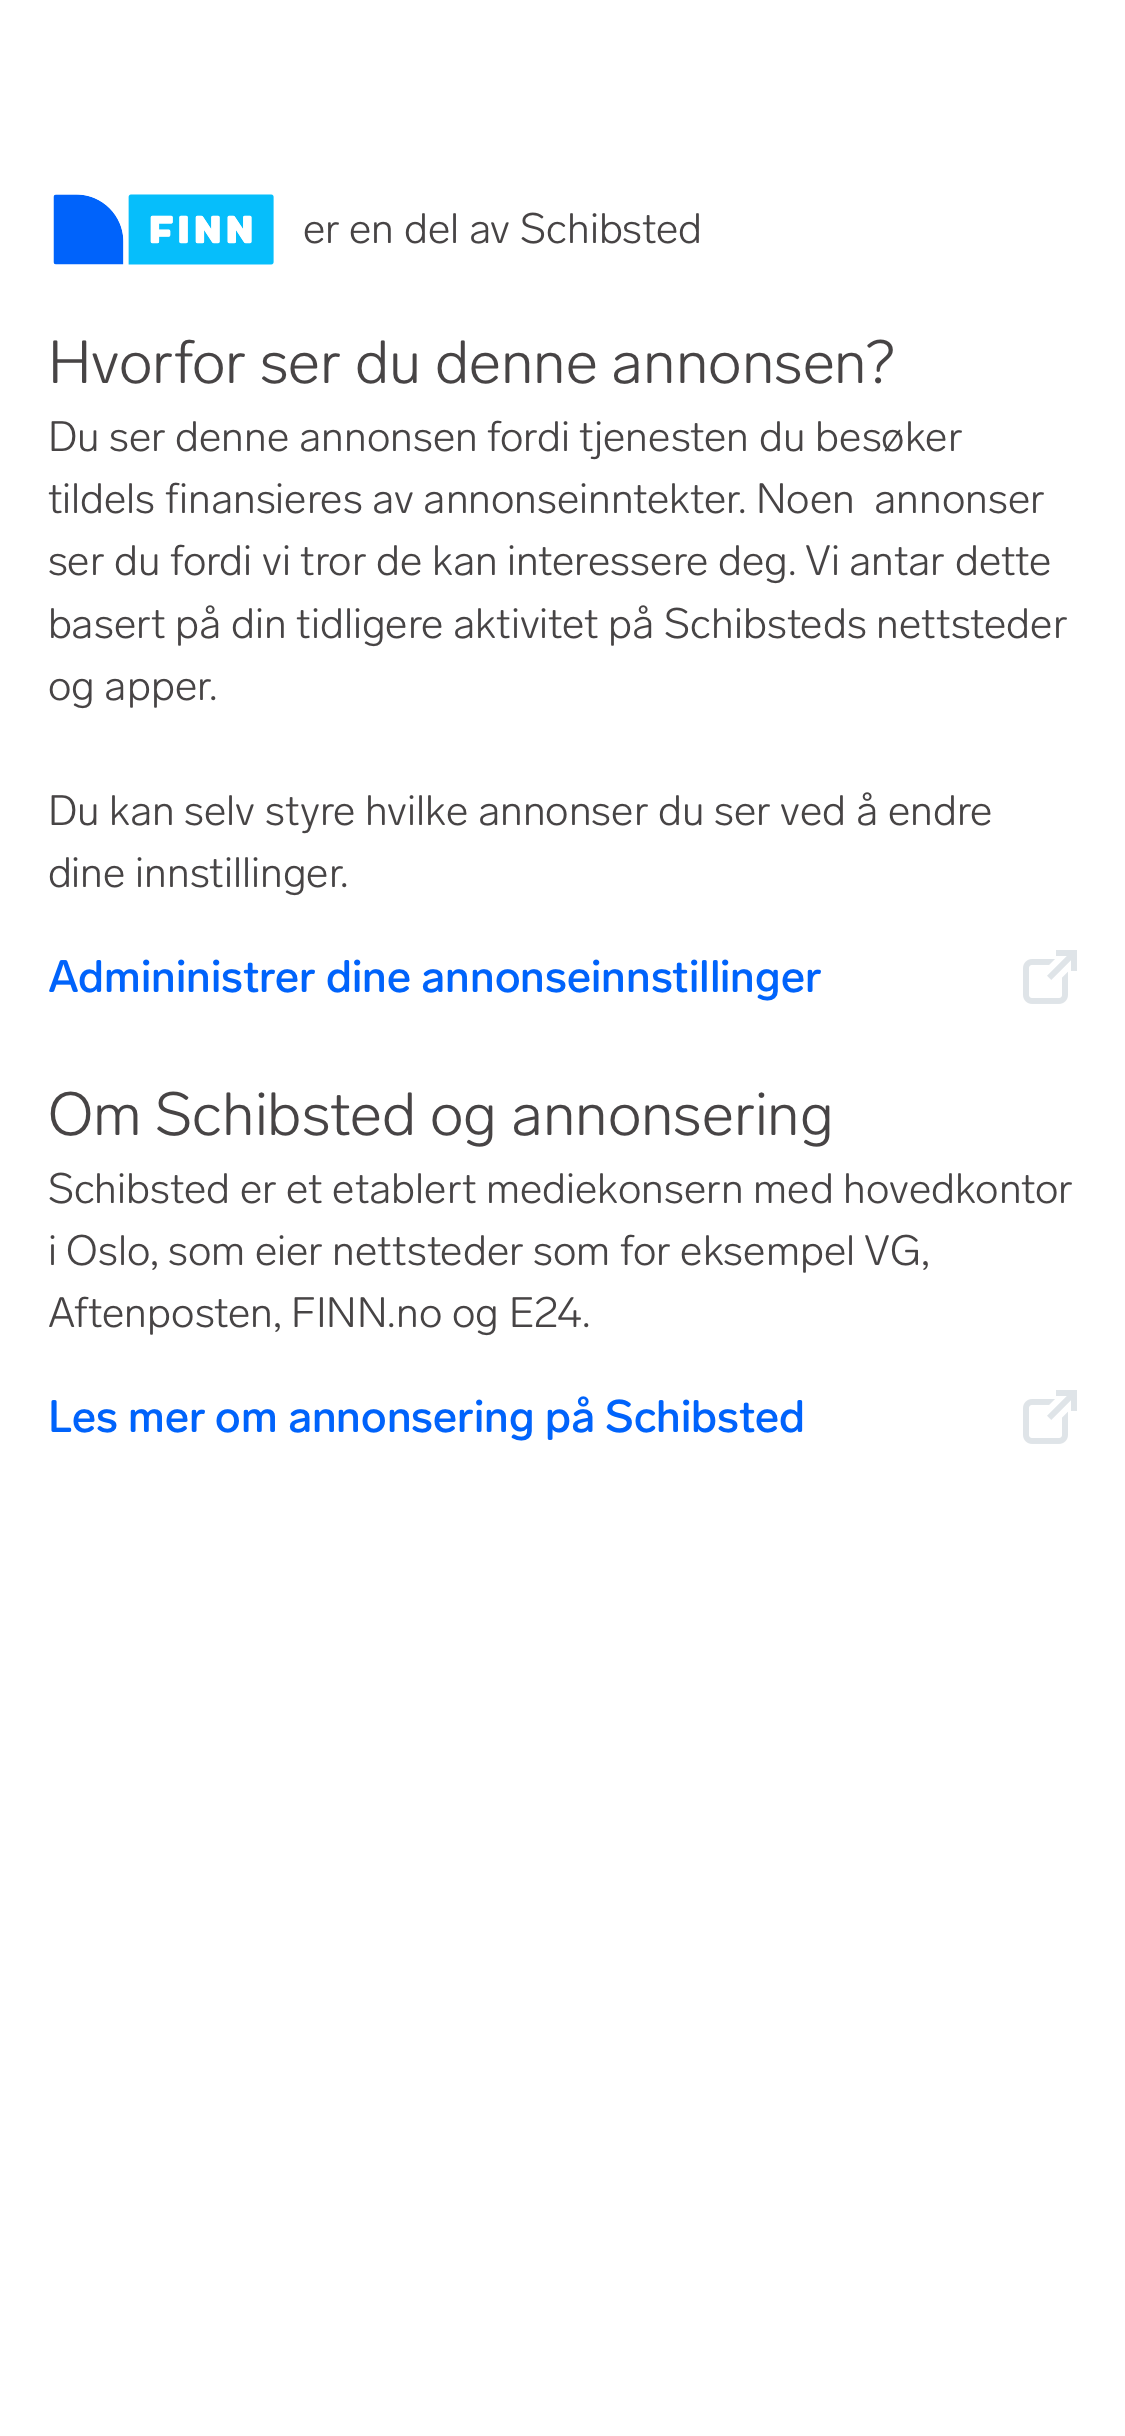 FINN er en del av Schibsted
Hvorfor ser du denne annonsen?
Du ser denne annonsen fordi tjenesten du besøker
tildels finansieres av annonseinntekter. Noen  annonser
ser du fordi vi tror de kan interessere deg. Vi antar dette
basert på din tidligere aktivitet på Schibsteds nettsteder
og apper.
Du kan selv styre hvilke annonser du ser ved å endre
dine innstillinger.
Admininistrer dine annonseinnstillinger
Om Schibsted og annonsering
Schibsted er et etablert mediekonsern med hovedkontor
i Oslo, som eier nettsteder som for eksempel VG,
Aftenposten, FINN.no og E24.
Les mer om annonsering på Schibsted